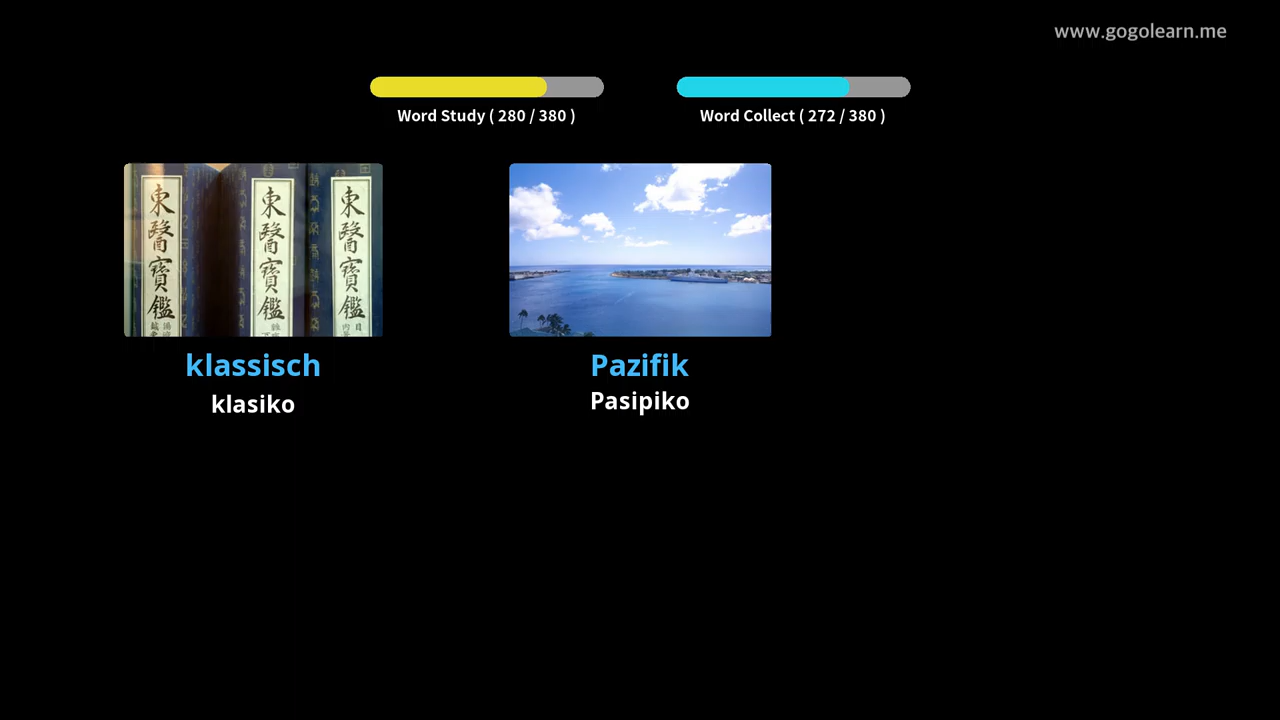 www.gogolearn.me
Word Study ( 280 / 380 )
Word Collect ( 272 / 380 )
東醫寶鑑
東醫寶鑑
東醫寶鑑
klassisch
klasiko
Pazifik
Pasipiko